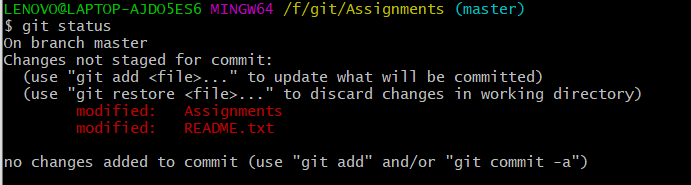 LENOVO@LAPTOP-AJDO5ES6 MINGW64 /f/git/Assignments (master)
$ git status
On branch master
Changes not staged for commit:
  (use "git add <file>..." to update what will be committed)
  (use "git restore <file>..." to discard changes in working directory)
        modified:   Assignments
        modified:   README.txt

no changes added to commit (use "git add" and/or "git commit -a")